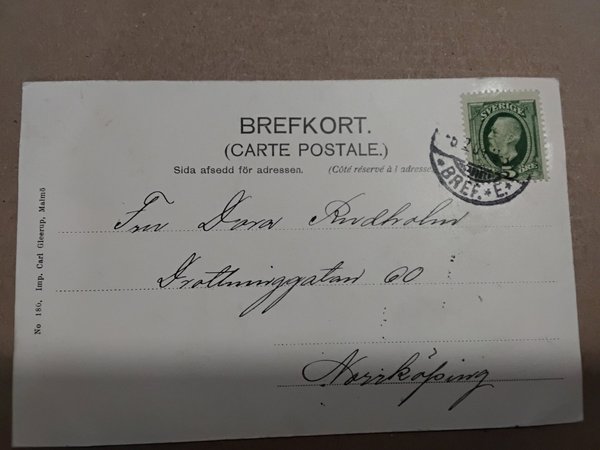 BREFKORT.
(CARTE POSTALE.)
Sida afsedd för adressen. (Côté réservé à l adresse
SVERIGE
5
BREF. E.
Fru Dora Rudholm
Drottninggatan 60
Norrköping
No 180. Imp. Carl Gleerup, Malmö